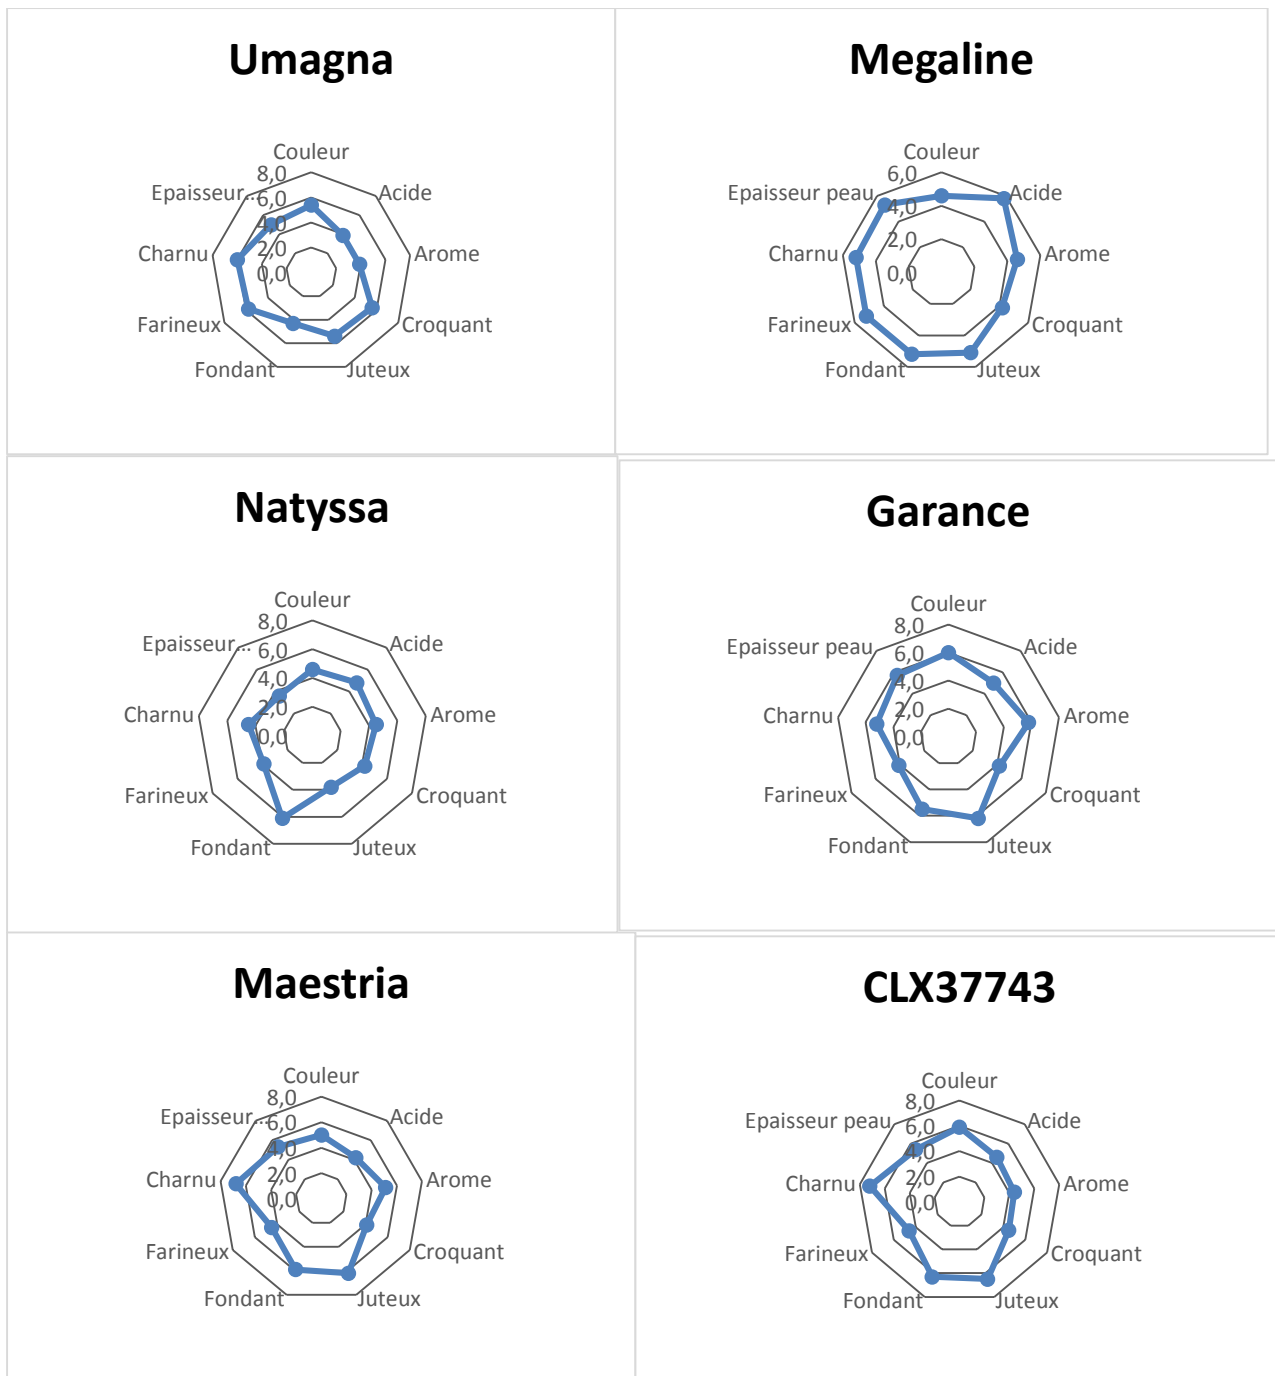 Umagna
Couleur
8,0
6,0
4,0
2,0
0,0
Acide
Arome
Croquant
Juteux
Fondant
Farineux
Charnu
Epaisseur…
Megaline
Couleur
6,0
4,0
2,0
0,0
Acide
Arome
Croquant
Juteux
Fondant
Farineux
Charnu
Epaisseur peau
Natyssa
Couleur
8,0
6,0
4,0
2,0
0,0
Acide
Arome
Croquant
Juteux
Fondant
Farineux
Charnu
Epaisseur…
Garance
Couleur
8,0
6,0
4,0
2,0
0,0
Acide
Arome
Croquant
Juteux
Fondant
Farineux
Charnu
Epaisseur peau
Maestria
Couleur
8,0
6,0
4,0
2,0
0,0
Acide
Arome
Croquant
Juteux
Fondant
Farineux
Charnu
Epaisseur…
CLX37743
Couleur
8,0
6,0
4,0
2,0
0,0
Acide
Arome
Croquant
Juteux
Fondant
Farineux
Charnu
Epaisseur peau